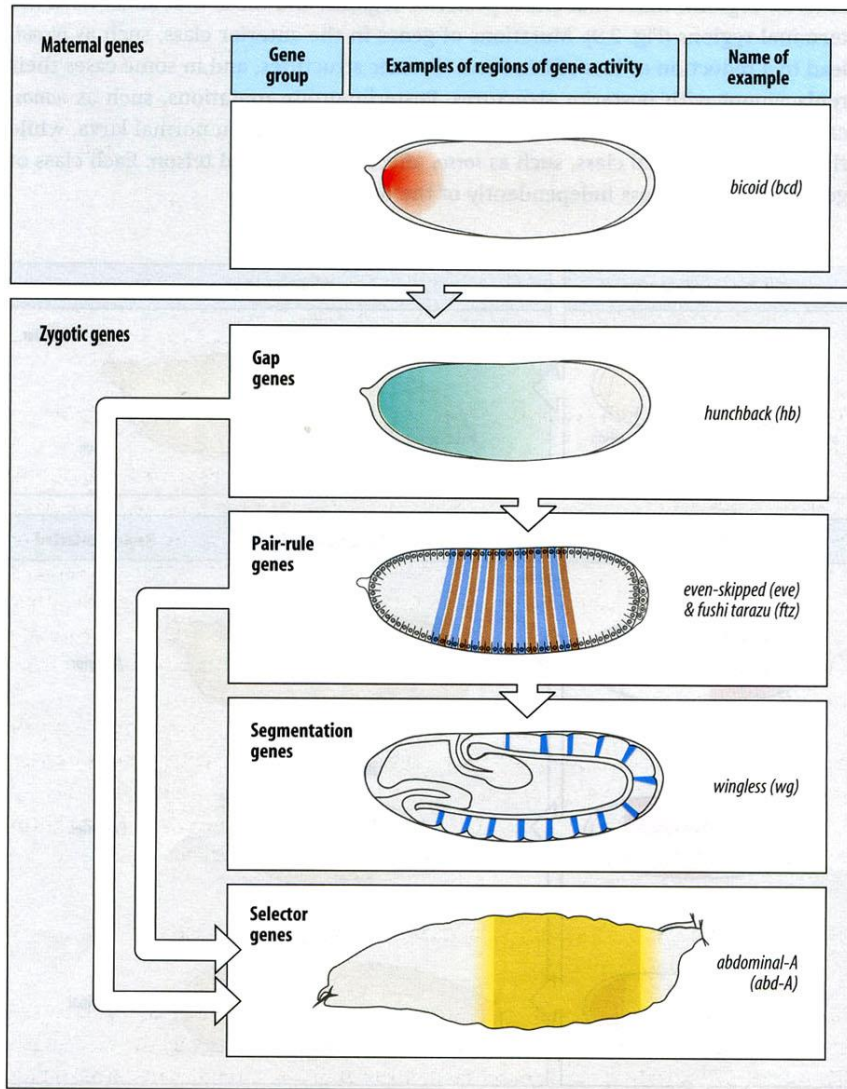 Maternal genes
Gene
group
Examples of regions of gene activity
Name of
example
bicoid (bcd)
Zygotic genes
Gap
genes
hunchback (hb)
Pair-rule
genes
even-skipped (eve)
& fushi tarazu (ftz)
Segmentation
genes
wingless (wg)
Selector
genes
abdominal-A
(abd-A)